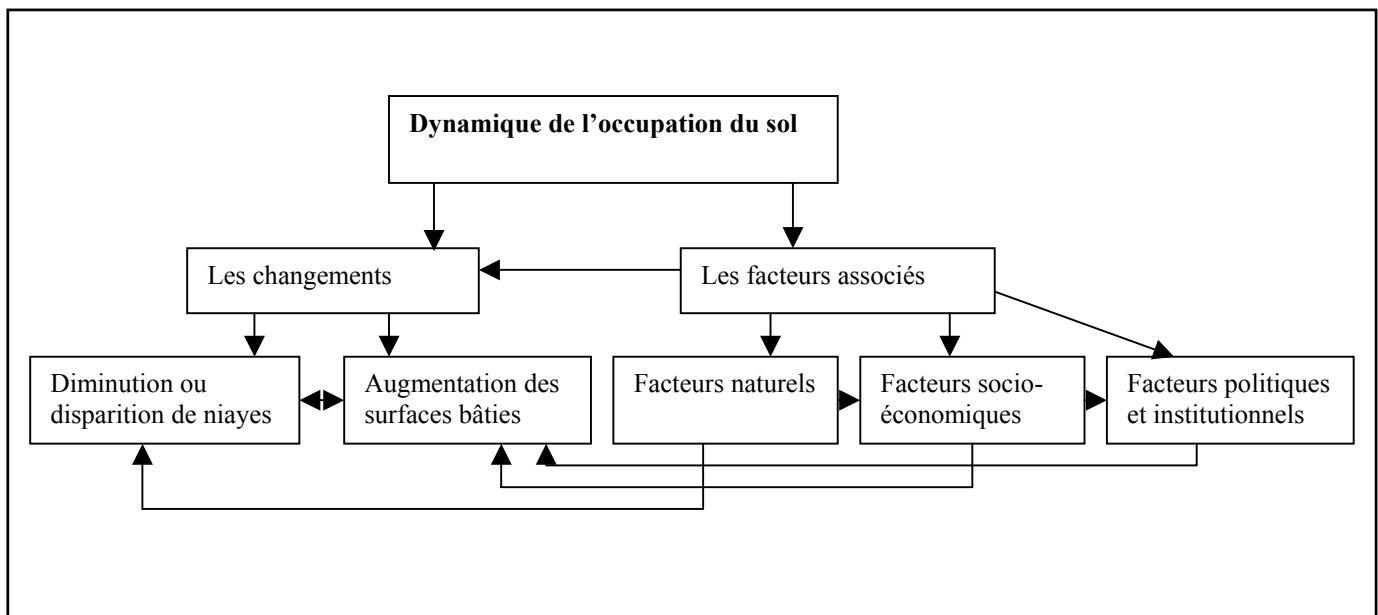 Dynamique de l’occupation du sol
Les changements
Les facteurs associés
Diminution ou
disparition de niayes
Augmentation des
surfaces bâties
Facteurs naturels
Facteurs socio-
économiques
Facteurs politiques
et institutionnels